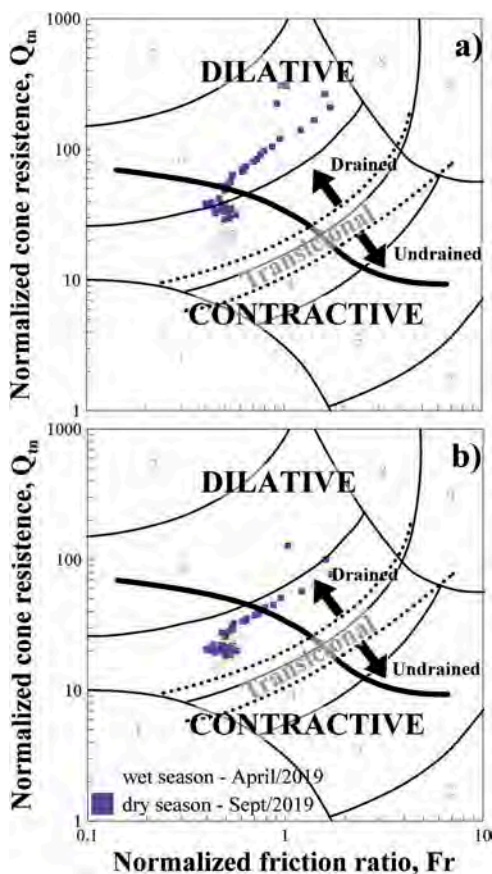 1000
a)
DILATIVE
100
Drained
Transicional
Undrained
10
CONTRACTIVE
1
Normalized cone resistence, Qtn
1000
b)
DILATIVE
100
Drained
Transicional
Undrained
10
CONTRACTIVE
wet season - April/2019
dry season - Sept/2019
1
0.1
1
10
Normalized cone resistence, Qtn
Normalized friction ratio, Fr